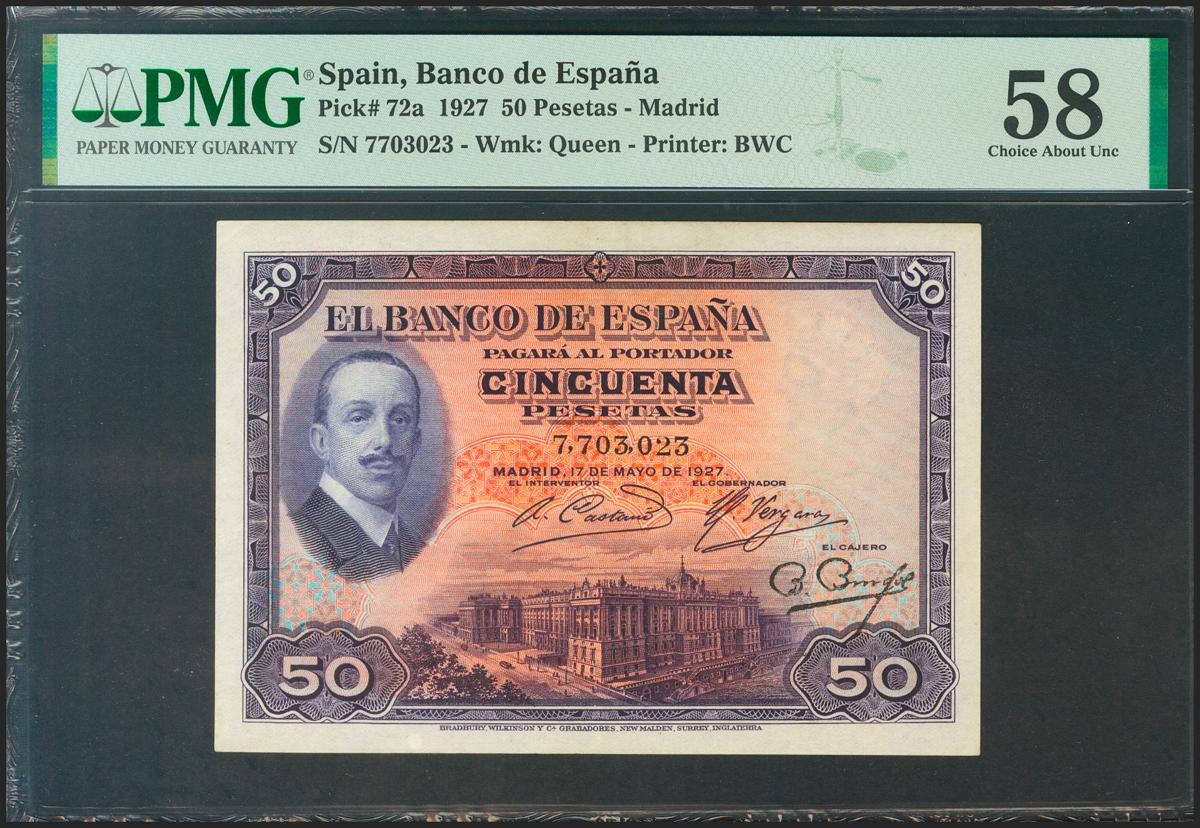 PMG®
PAPER MONEY GUARANTY
Spain, Banco de España
Pick# 72a 1927 50 Pesetas - Madrid
S/N 7703023 - Wmk: Queen - Printer: BWC
58
Choice About Unc
50
50
EL BANCO DE ESPAÑA
PAGARÁ AL PORTADOR
CINCUENTA
PESETAS
7,703,023
MADRID, 17 DE MAYO DE 1927.
EL INTERVENTOR
EL GOBERNADOR
Vergara
EL CAJERO
50
50
BRADBURY, WILKINSON Y Cª GRABADORES, NEW MALDEN, SURREY, INGLATERRA